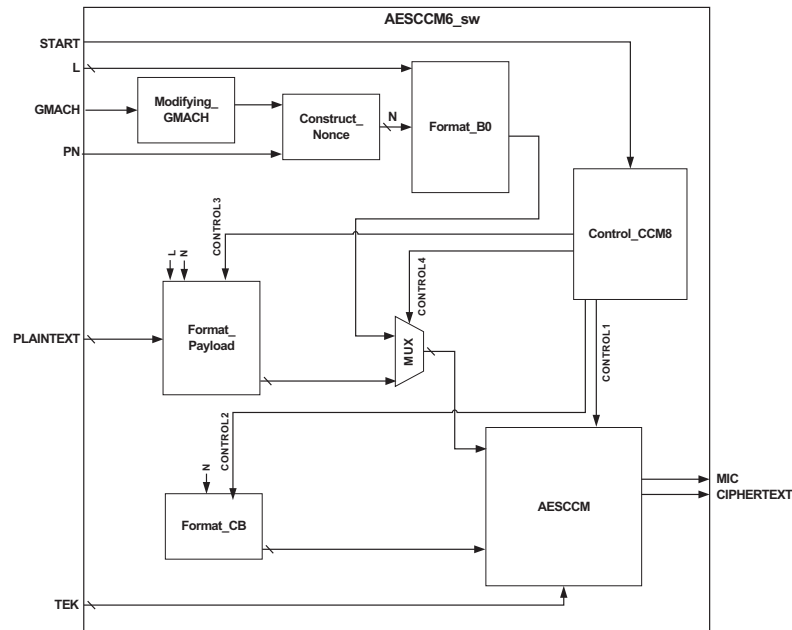 AESCCM6_sw
START
L
GMACH
Modifying_
GMACH
Construct_
Nonce
N
Format_B0
PN
CONTROL3
L
N
CONTROL4
Control_CCM8
PLAINTEXT
Format_
Payload
MUX
CONTROL1
CONTROL2
N
Format_CB
AESCCM
MIC
CIPHERTEXT
TEK